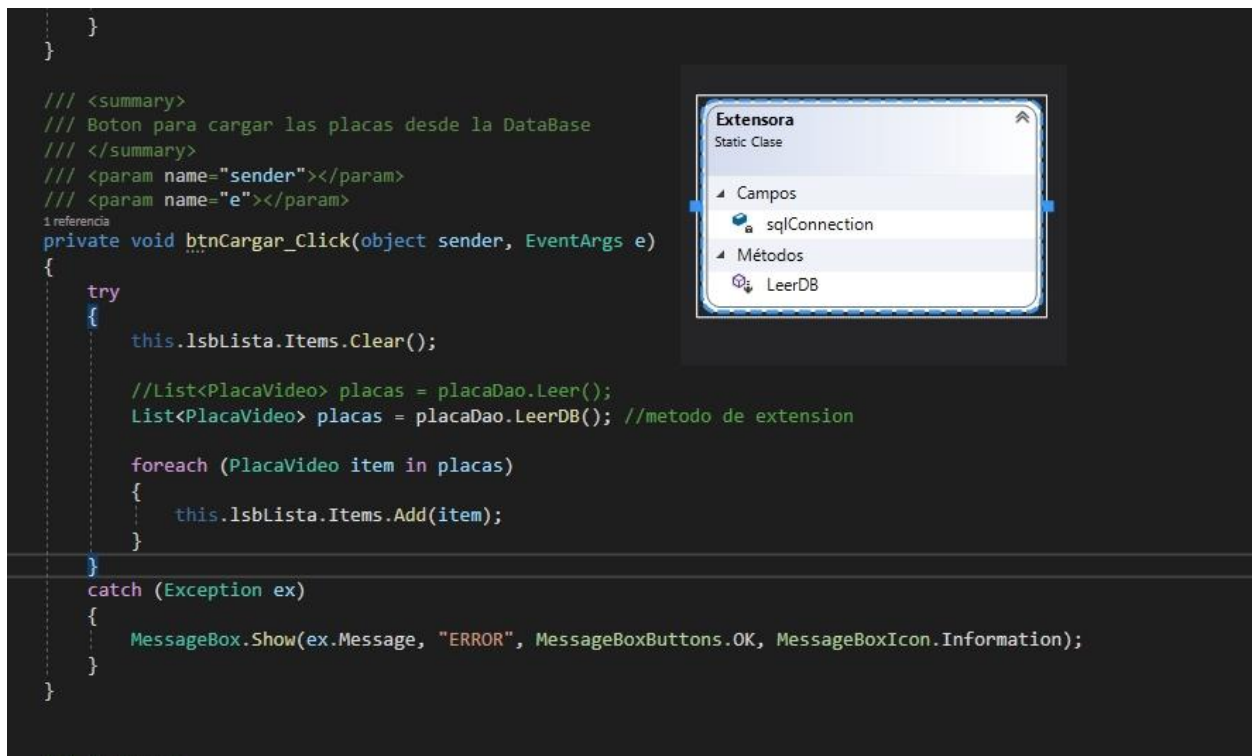 }
}
/// <summary>
/// Boton para cargar las placas desde la DataBase
/// </summary>
/// <param name="sender"></param>
/// <param name="e"></param>
1 referencia
private void btnCargar_Click(object sender, EventArgs e)
{
try
{
this.lsbLista.Items.Clear();
//List<PlacaVideo> placas = placaDao.Leer();
List<PlacaVideo> placas = placaDao.LeerDB(); //metodo de extension
foreach (PlacaVideo item in placas)
{
this.lsbLista.Items.Add(item);
}
}
catch (Exception ex)
{
MessageBox.Show(ex.Message, "ERROR", MessageBoxButtons.OK, MessageBoxIcon.Information);
}
}
Extensora
Static Clase
Campos
sqlConnection
Métodos
LeerDB